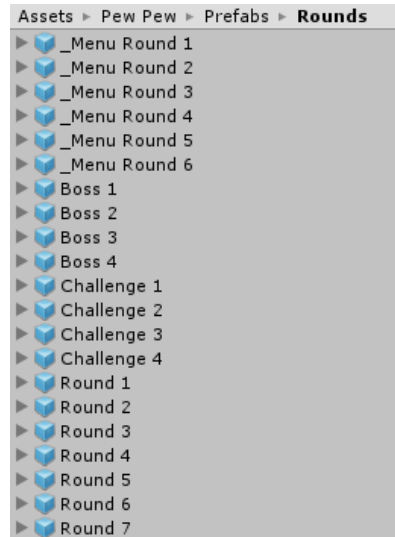 Assets ▸ Pew Pew ▸ Prefabs ▸ Rounds
_Menu Round 1
_Menu Round 2
_Menu Round 3
_Menu Round 4
_Menu Round 5
_Menu Round 6
Boss 1
Boss 2
Boss 3
Boss 4
Challenge 1
Challenge 2
Challenge 3
Challenge 4
Round 1
Round 2
Round 3
Round 4
Round 5
Round 6
Round 7